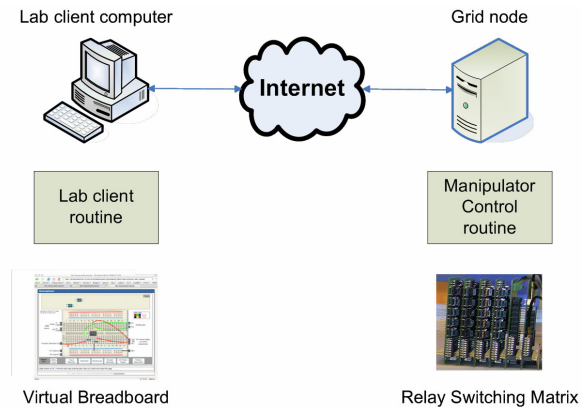 Lab client computer
Grid node
Internet
Lab client
routine
Manipulator
Control
routine
Virtual Breadboard
Relay Switching Matrix